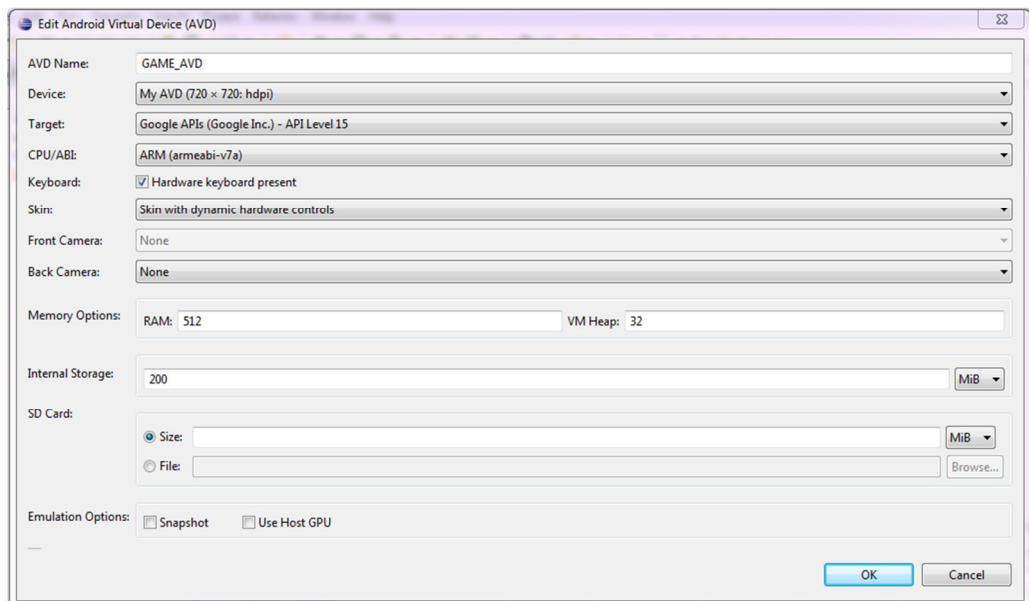 Edit Android Virtual Device (AVD)
AVD Name: GAME_AVD
Device: My AVD (720 × 720: hdpi)
Target: Google APIs (Google Inc.) - API Level 15
CPU/ABI: ARM (armeabi-v7a)
Keyboard: Hardware keyboard present
Skin: Skin with dynamic hardware controls
Front Camera: None
Back Camera: None
Memory Options: RAM: 512 VM Heap: 32
Internal Storage: 200 MiB
SD Card:
Size: MiB
File: Browse...
Emulation Options: Snapshot Use Host GPU
OK Cancel